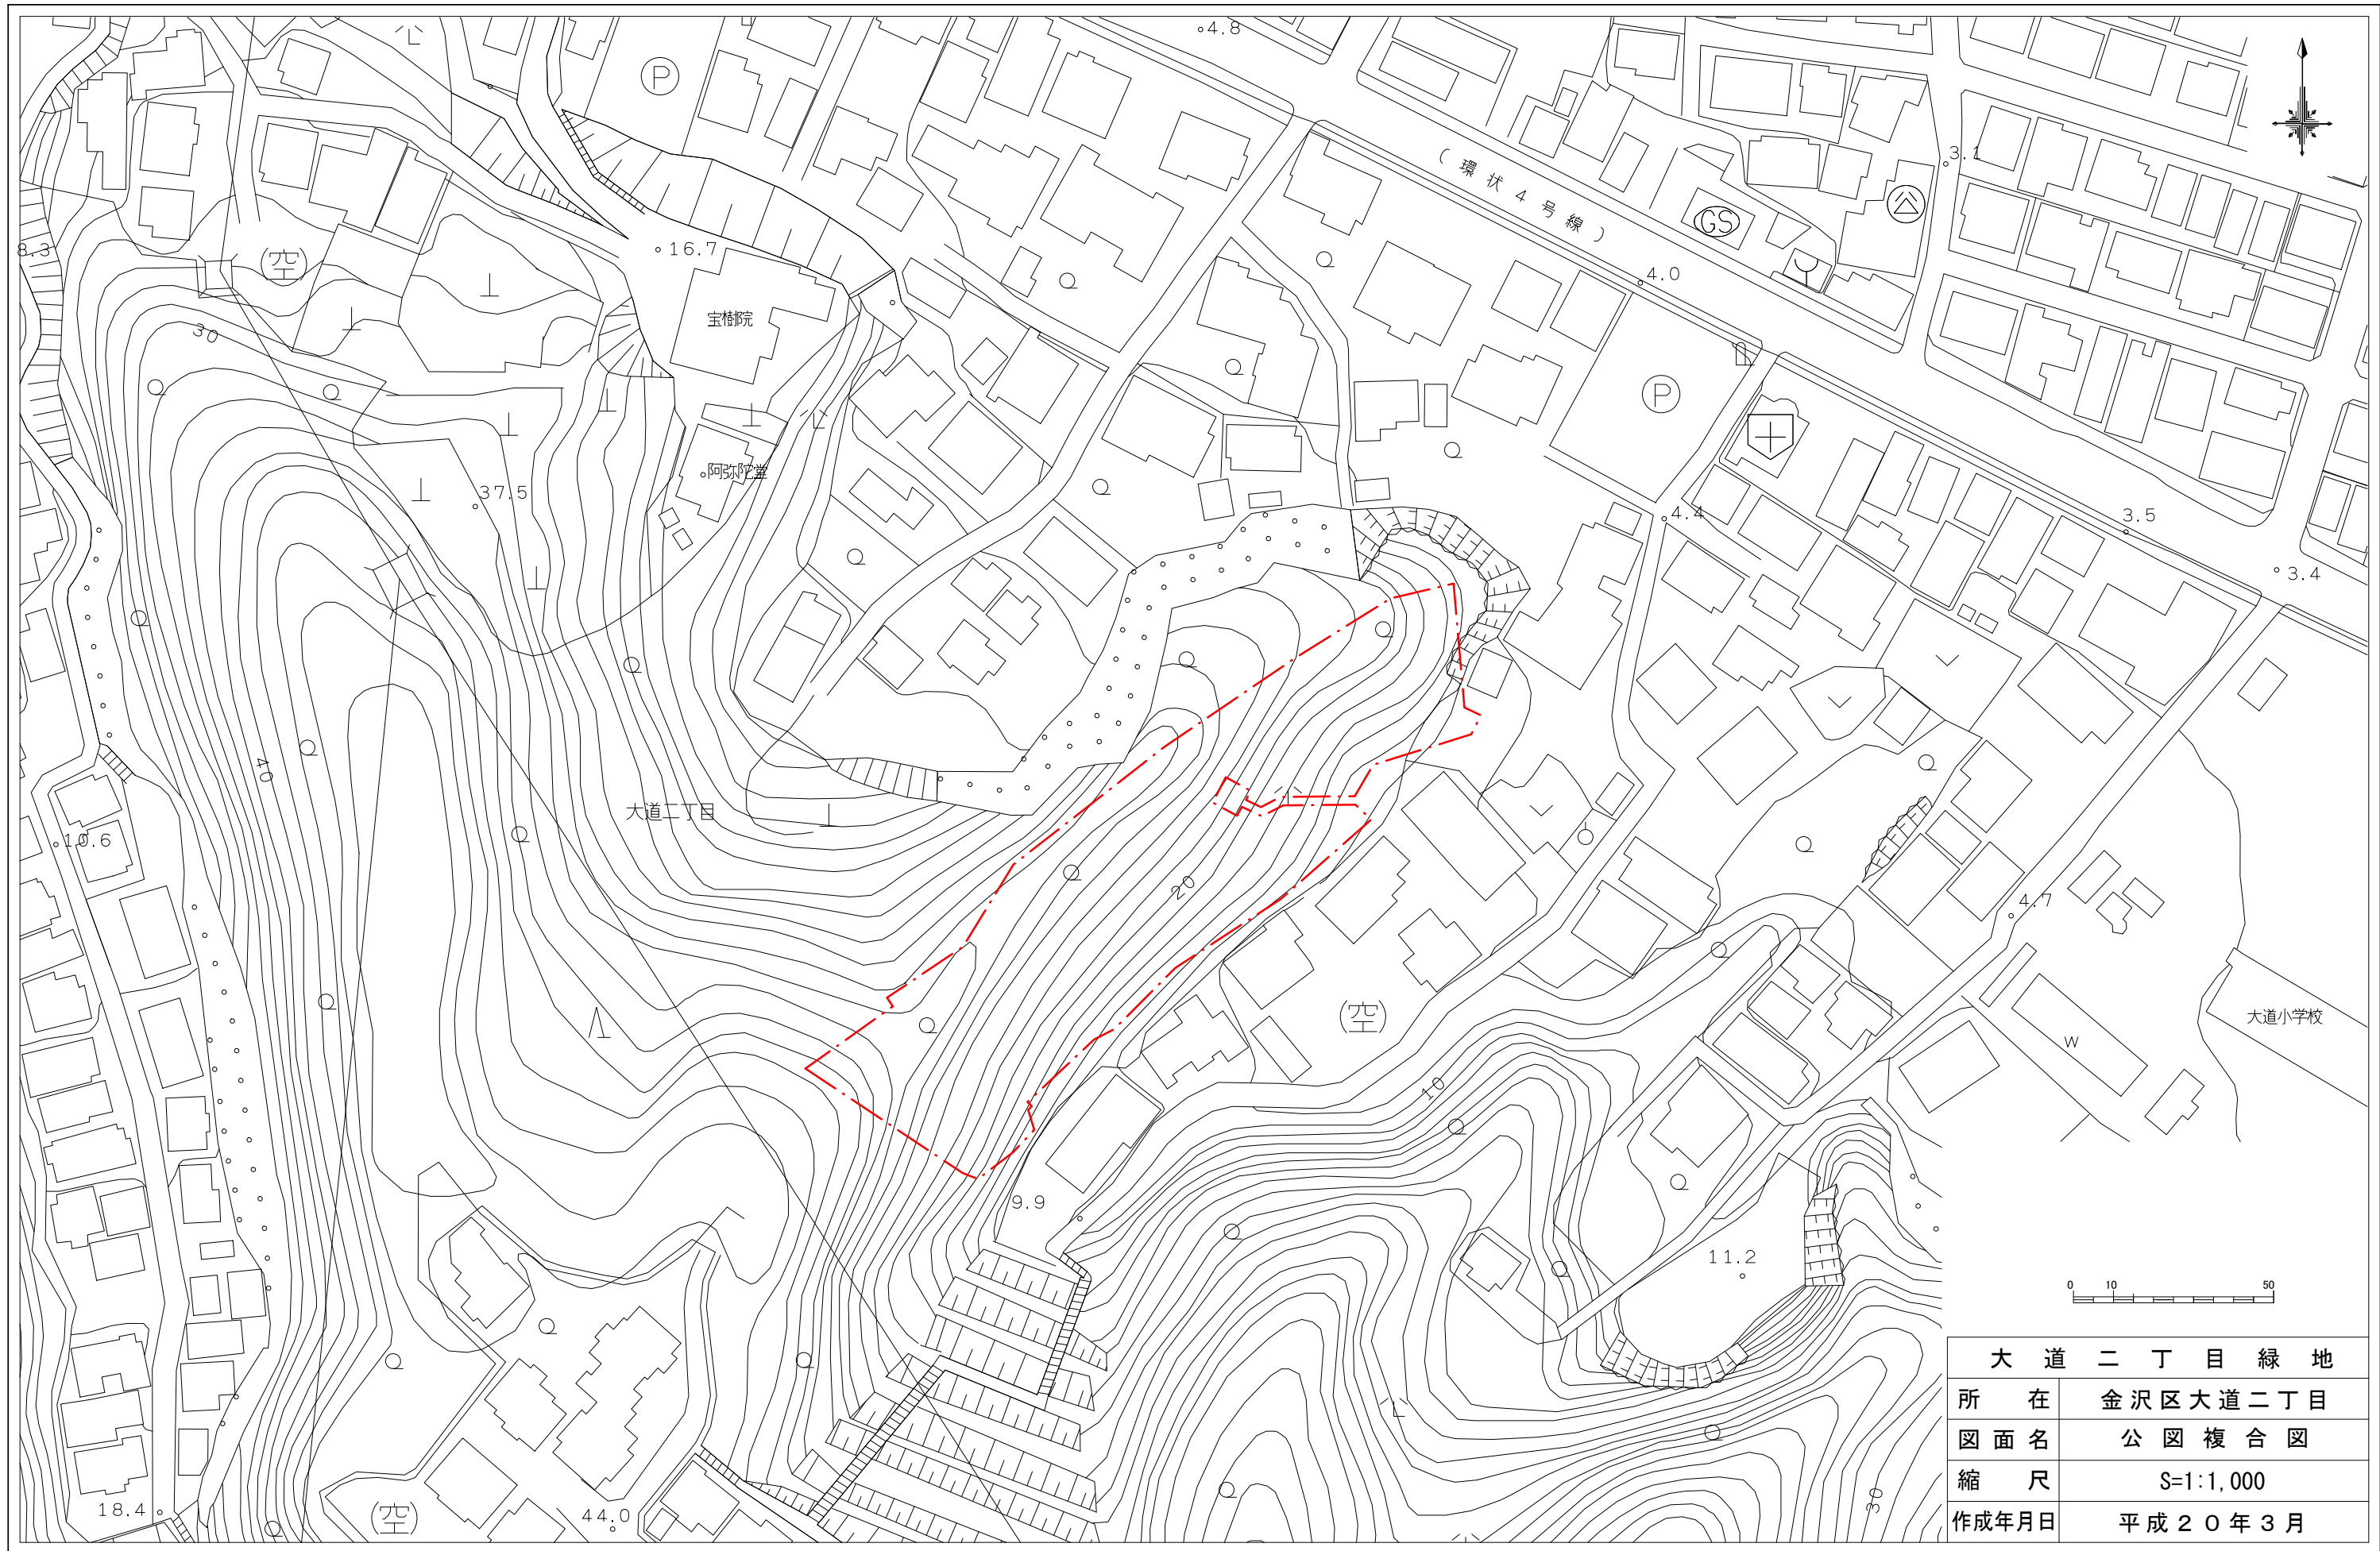 4.8
P
3.1
(環状4号線)
GS
8.3
(空)
16.7
4.0
宝樹院
30
P
阿弥陀堂
37.5
4.4
3.5
3.4
40
大道二丁目
10.6
20
4.7
(空)
大道小学校
W
10
9.9
11.2
0 10 50
18.4
(空)
44.0
30
大道二丁目緑地
所在 金沢区大道二丁目
図面名 公図複合図
縮尺 S=1:1,000
作成年月日 平成20年3月